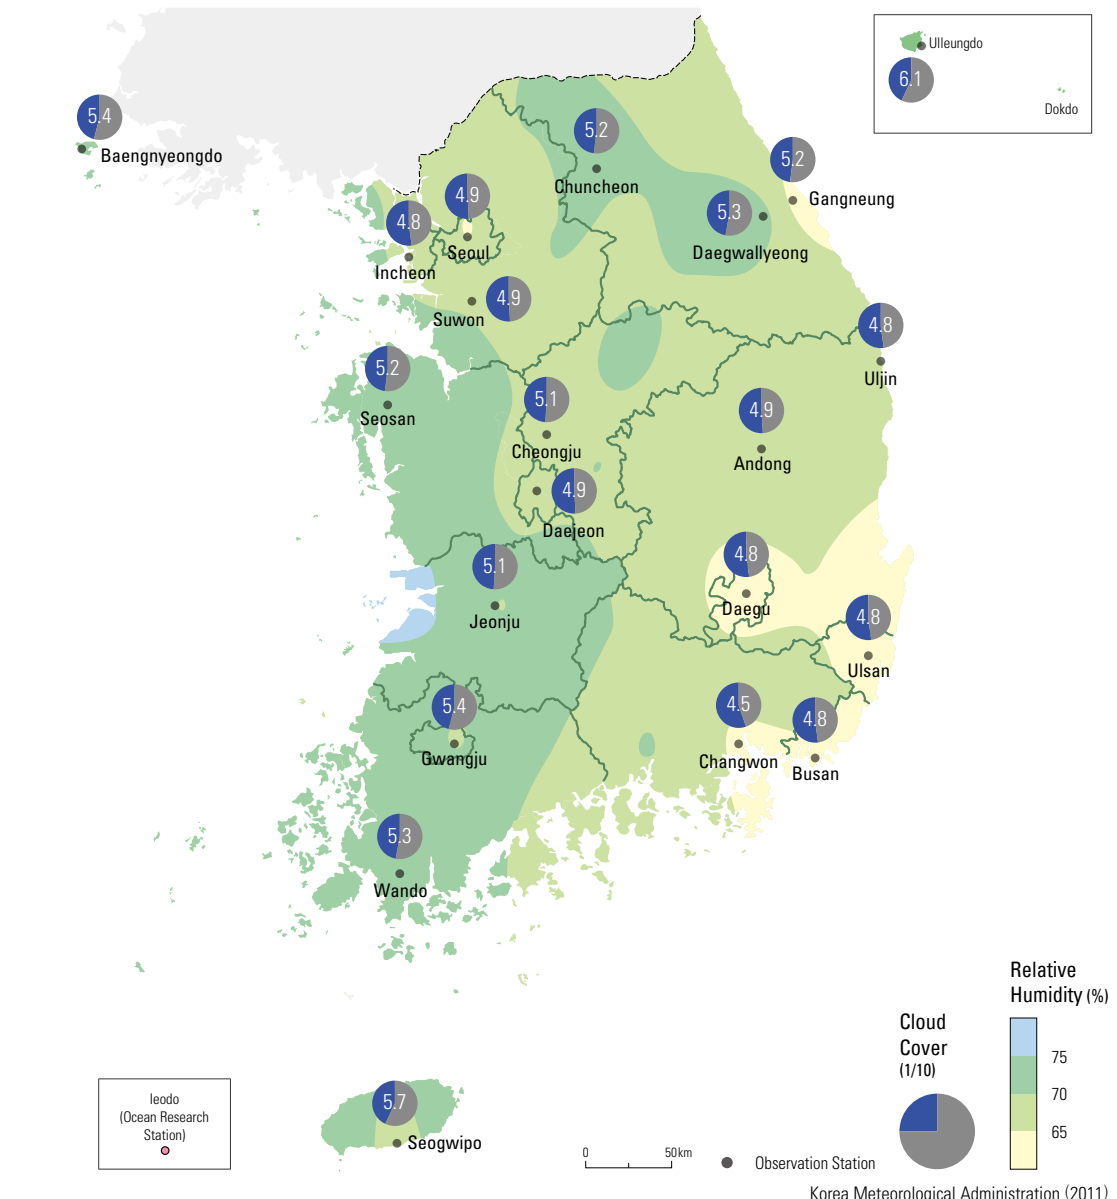 Ulleungdo
6.1
Dokdo
5.4
Baengnyeongdo
5.2
Chuncheon
5.2
Gangneung
4.9
Seoul
4.8
Incheon
5.3
Daegwallyeong
4.9
Suwon
4.8
Uljin
5.2
Seosan
5.1
Cheongju
4.9
Andong
4.9
Daejeon
5.1
Jeonju
4.8
Daegu
4.8
Ulsan
5.4
Gwangju
4.5
Changwon
4.8
Busan
5.3
Wando
5.7
Seogwipo
Ieodo
(Ocean Research
Station)
0
50km
Observation Station
Cloud
Cover
(1/10)
Relative
Humidity (%)
75
70
65
Korea Meteorological Administration (2011)